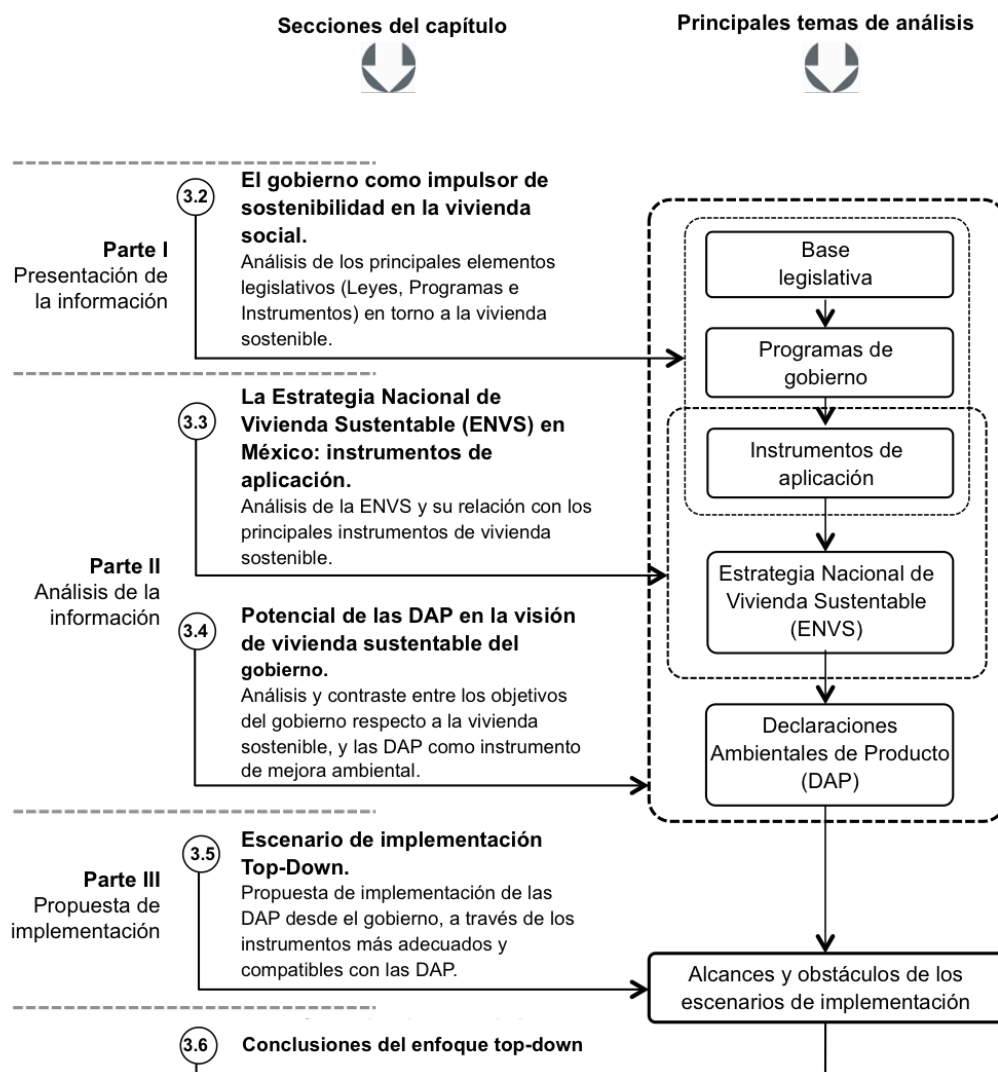 Secciones del capítulo
Principales temas de análisis
Parte I
Presentación de
la información
3.2
El gobierno como impulsor de
sostenibilidad en la vivienda
social.
Análisis de los principales elementos
legislativos (Leyes, Programas e
Instrumentos) en torno a la vivienda
sostenible.
Base
legislativa
Programas de
gobierno
Parte II
Análisis de la
información
3.3
La Estrategia Nacional de
Vivienda Sustentable (ENVS) en
México: instrumentos de
aplicación.
Análisis de la ENVS y su relación con los
principales instrumentos de vivienda
sostenible.
Instrumentos de
aplicación
Estrategia Nacional de
Vivienda Sustentable
(ENVS)
3.4
Potencial de las DAP en la visión
de vivienda sustentable del
gobierno.
Análisis y contraste entre los objetivos
del gobierno respecto a la vivienda
sostenible, y las DAP como instrumento
de mejora ambiental.
Declaraciones
Ambientales de Producto
(DAP)
Parte III
Propuesta de
implementación
3.5
Escenario de implementación
Top-Down.
Propuesta de implementación de las
DAP desde el gobierno, a través de los
instrumentos más adecuados y
compatibles con las DAP.
Alcances y obstáculos de los
escenarios de implementación
3.6
Conclusiones del enfoque top-down